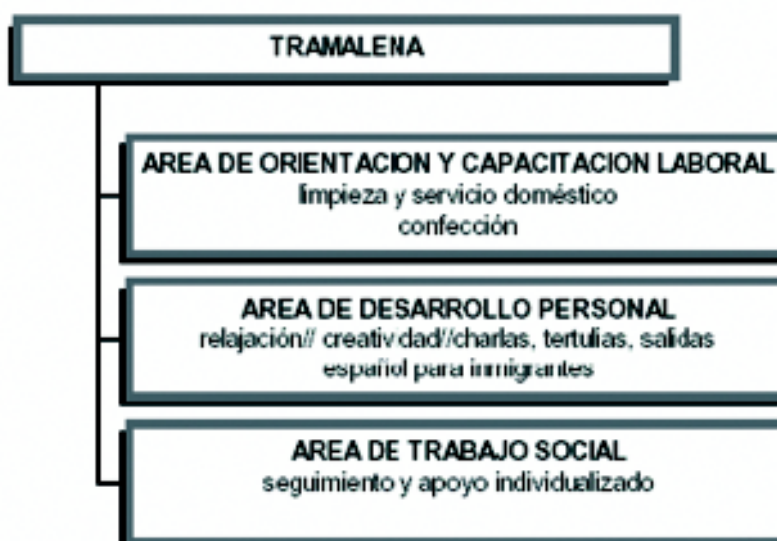 TRAMALENA
AREA DE ORIENTACION Y CAPACITACION LABORAL
limpieza y servicio doméstico
confección
AREA DE DESARROLLO PERSONAL
relajación// creatividad//charlas, tertulias, salidas
español para inmigrantes
AREA DE TRABAJO SOCIAL
seguimiento y apoyo individualizado